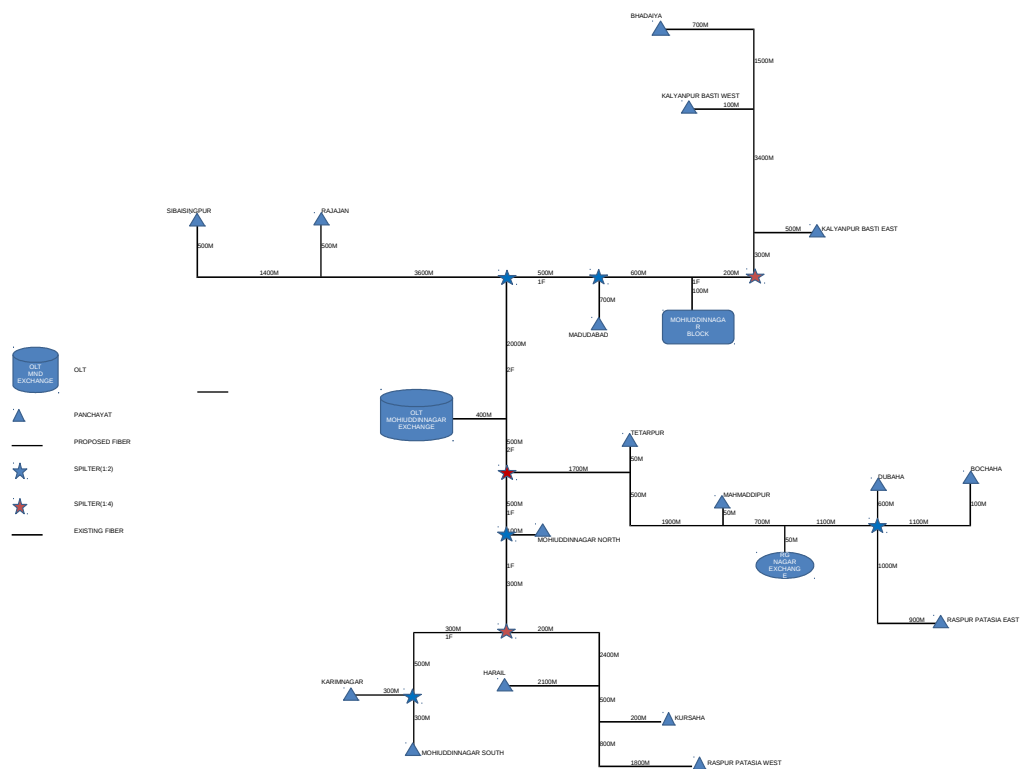 BHADAIYA
700M
1500M
KALYANPUR BASTI WEST
100M
3400M
SIBAISINGPUR
RAJAJAN
500M
KALYANPUR BASTI EAST
500M
500M
300M
1400M
3600M
500M
600M
200M
1F
1F
100M
700M
MOHIUDDINNAGA
R
BLOCK
MADUDABAD
2000M
OLT
MND
EXCHANGE
OLT
2F
OLT
MOHIUDDINNAGAR
EXCHANGE
400M
PANCHAYAT
TETARPUR
PROPOSED FIBER
500M
2F
50M
1700M
SPILTER(1:2)
BOCHAHA
DUBAHA
500M
MAHMADDIPUR
SPILTER(1:4)
500M
600M
100M
1F
50M
1900M
700M
1100M
1100M
EXISTING FIBER
MOHIUDDINNAGAR NORTH
50M
RG
NAGAR
EXCHANG
E
1F
1000M
300M
900M
RASPUR PATASIA EAST
300M
200M
1F
2400M
500M
HARAIL
KARIMNAGAR
2100M
300M
500M
300M
200M
KURSAHA
800M
MOHIUDDINNAGAR SOUTH
1800M
RASPUR PATASIA WEST